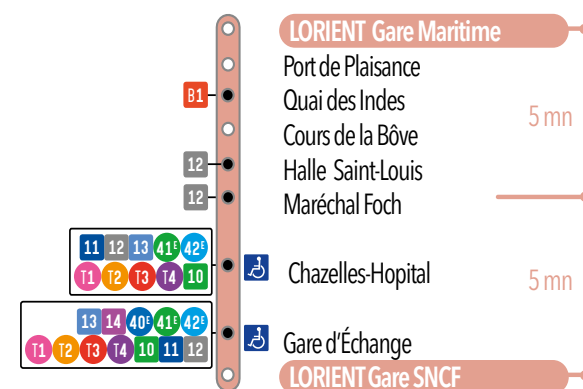 LORIENT Gare Maritime
Port de Plaisance
B1 Quai des Indes
5 mn
Cours de la Bôve
12 Halle Saint-Louis
12 Maréchal Foch
11 12 13 41E 42E
T1 T2 T3 T4 10
Chazelles-Hopital
5 mn
13 14 40E 41E 42E
T1 T2 T3 T4 10 11 12
Gare d'Échange
LORIENT Gare SNCF